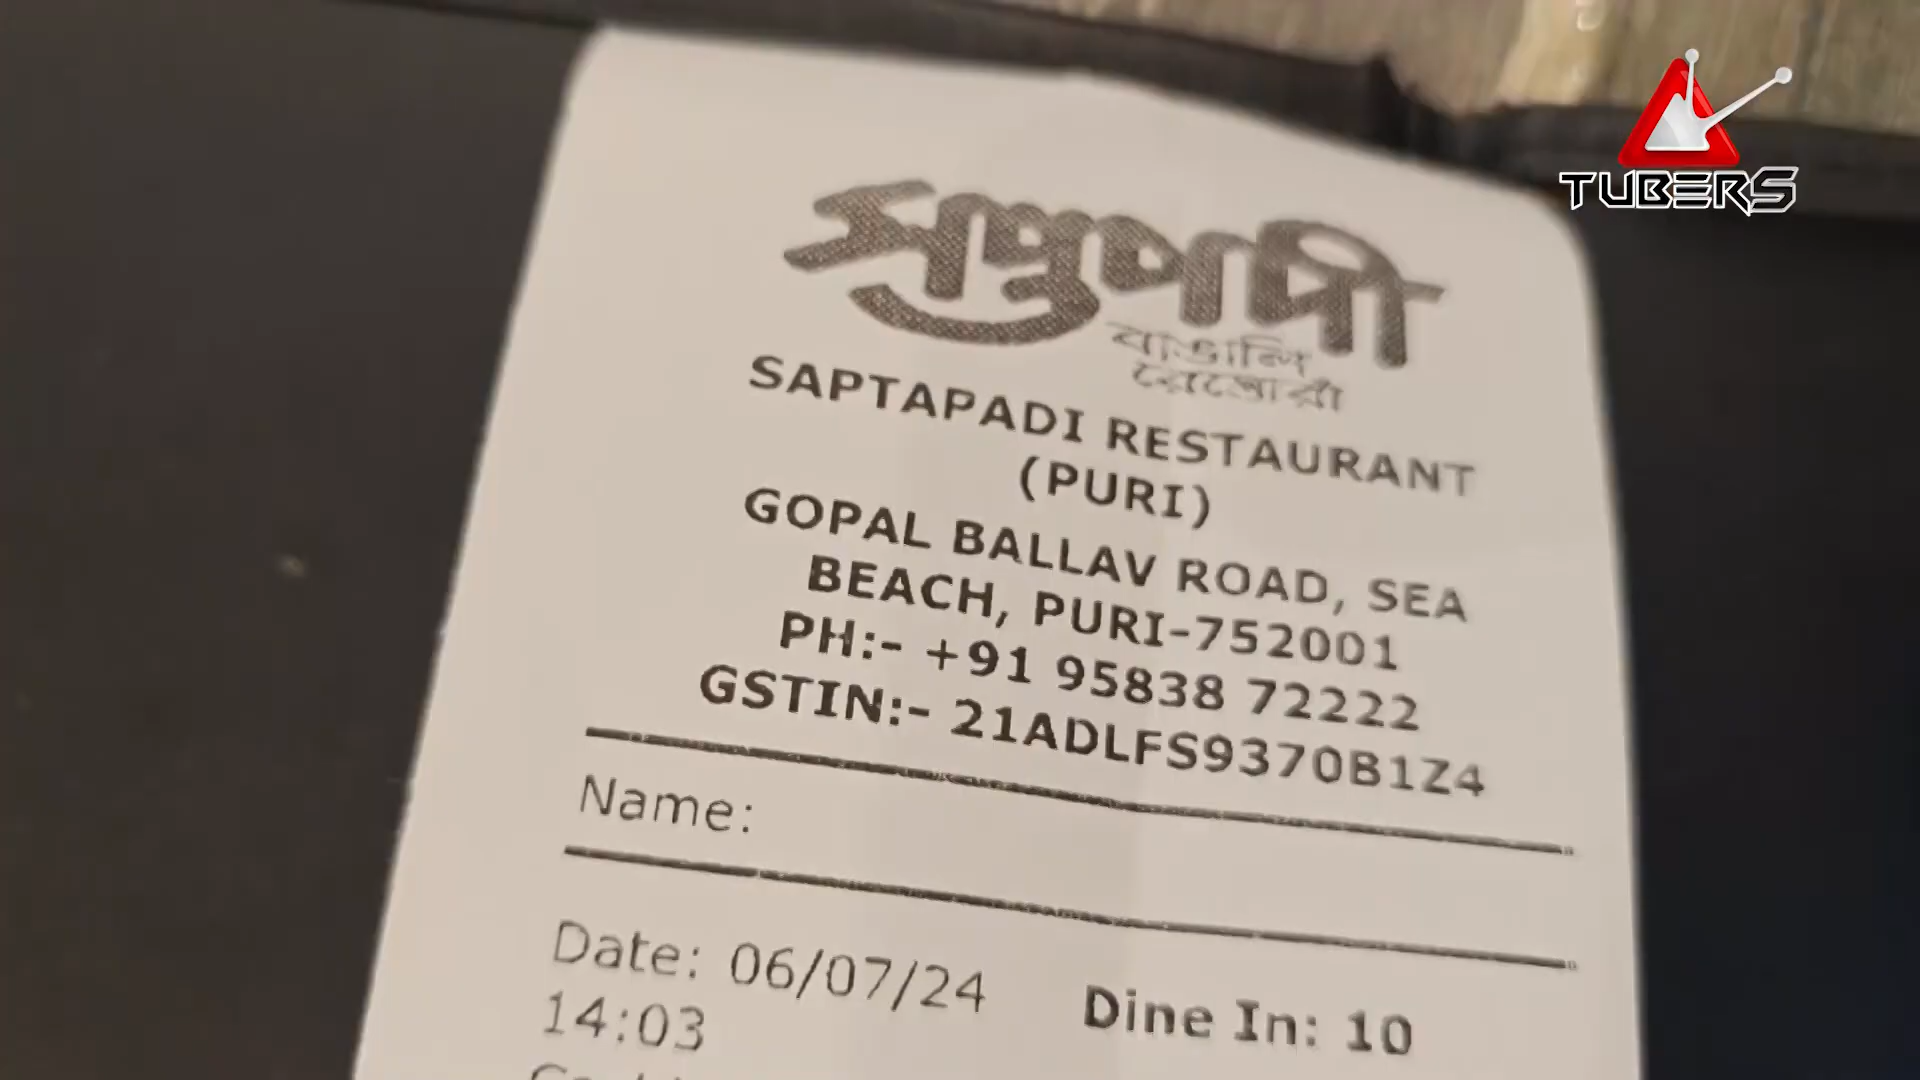 TUBERS
সপ্তপদী
বাঙালি
রেস্তোরাঁ
SAPTAPADI RESTAURANT
(PURI)
GOPAL BALLAV ROAD, SEA
BEACH, PURI-752001
PH:- +91 95838 72222
GSTIN:- 21ADLFS9370B1Z4
Name:
Date: 06/07/24 Dine In: 10
14:03